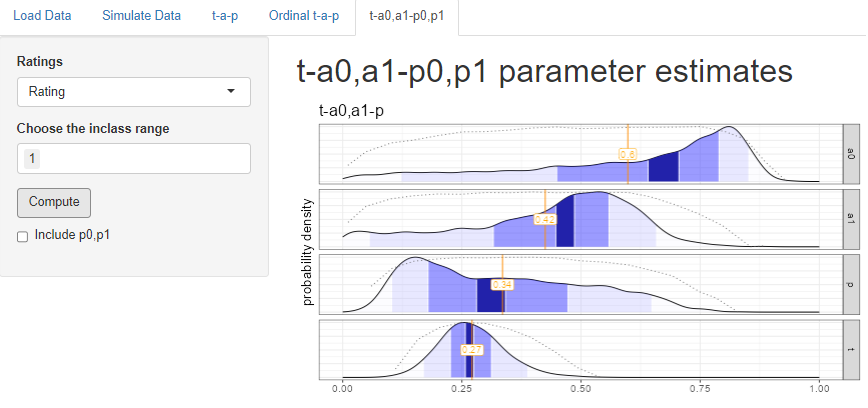 Load Data Simulate Data t-a-p Ordinal t-a-p t-a0,a1-p0,p1
Ratings
Rating
Choose the inclass range
1
Compute
Include p0,p1
t-a0,a1-p0,p1 parameter estimates
t-a0,a1-p
probability density
0.6
a0
0.42
a1
0.34
p
0.27
t
0.00 0.25 0.50 0.75 1.00